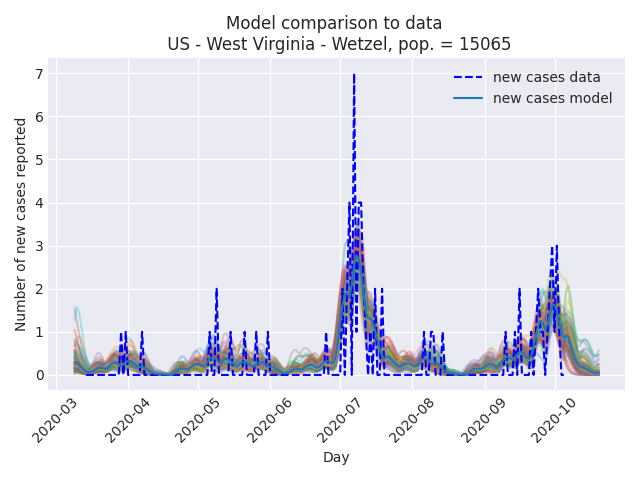 Model comparison to data
US - West Virginia - Wetzel, pop. = 15065
new cases data
new cases model
Number of new cases reported
7
6
5
4
3
2
1
0
2020-03
2020-04
2020-05
2020-06
2020-07
2020-08
2020-09
2020-10
Day